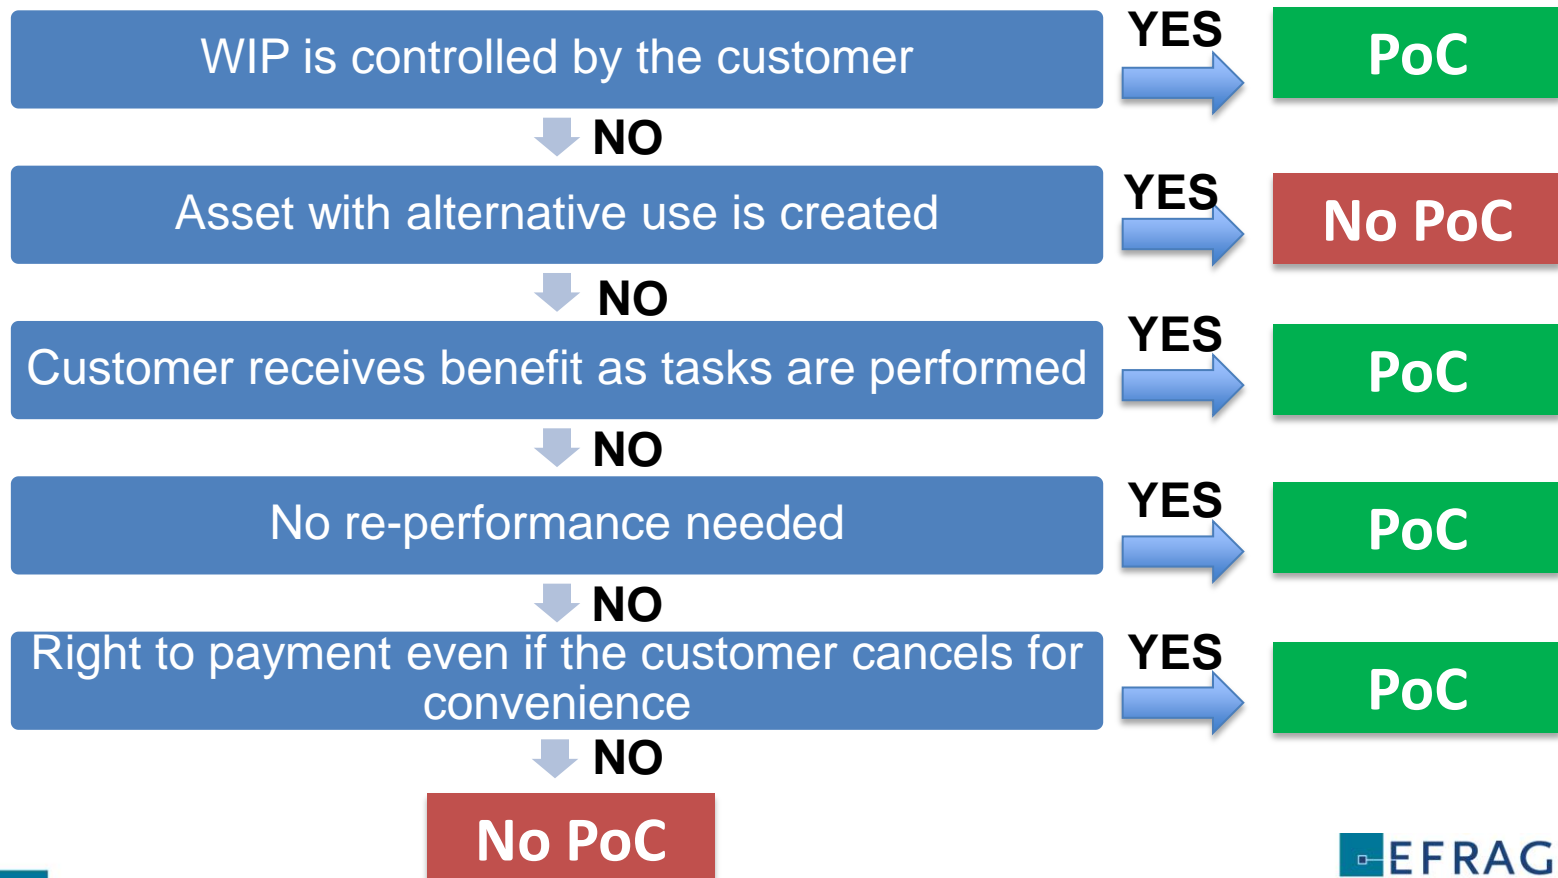 WIP is controlled by the customer
YES
PoC
NO
Asset with alternative use is created
YES
No PoC
NO
Customer receives benefit as tasks are performed
YES
PoC
NO
No re-performance needed
YES
PoC
NO
Right to payment even if the customer cancels for
convenience
YES
PoC
NO
No PoC
EFRAG